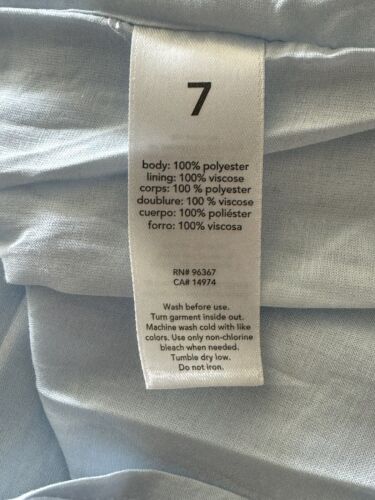 7
body: 100% polyester
lining: 100% viscose
corps: 100 % polyester
doublure: 100 % viscose
cuerpo: 100% poliéster
forro: 100% viscosa
RN# 96367
CA# 14974
Wash before use.
Turn garment inside out.
Machine wash cold with like
colors. Use only non-chlorine
bleach when needed.
Tumble dry low.
Do not iron.